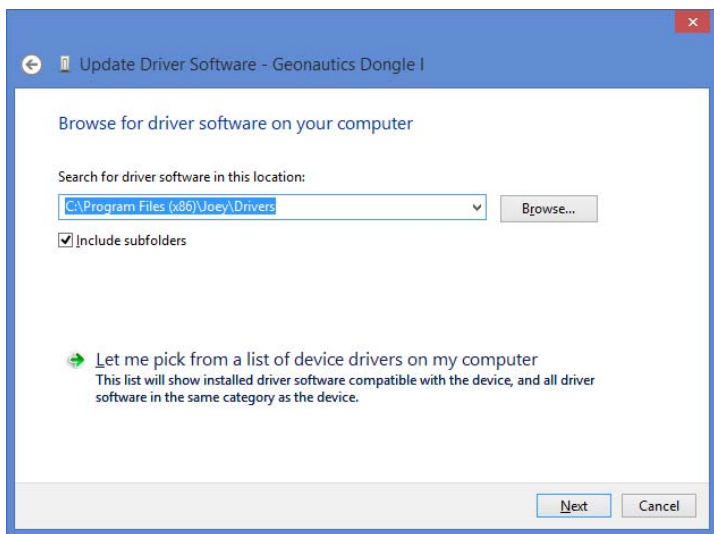 Update Driver Software - Geonautics Dongle I
Browse for driver software on your computer
Search for driver software in this location:
C:\Program Files (x86)\Joey\Drivers
Browse...
Include subfolders
Let me pick from a list of device drivers on my computer
This list will show installed driver software compatible with the device, and all driver
software in the same category as the device.
Next
Cancel